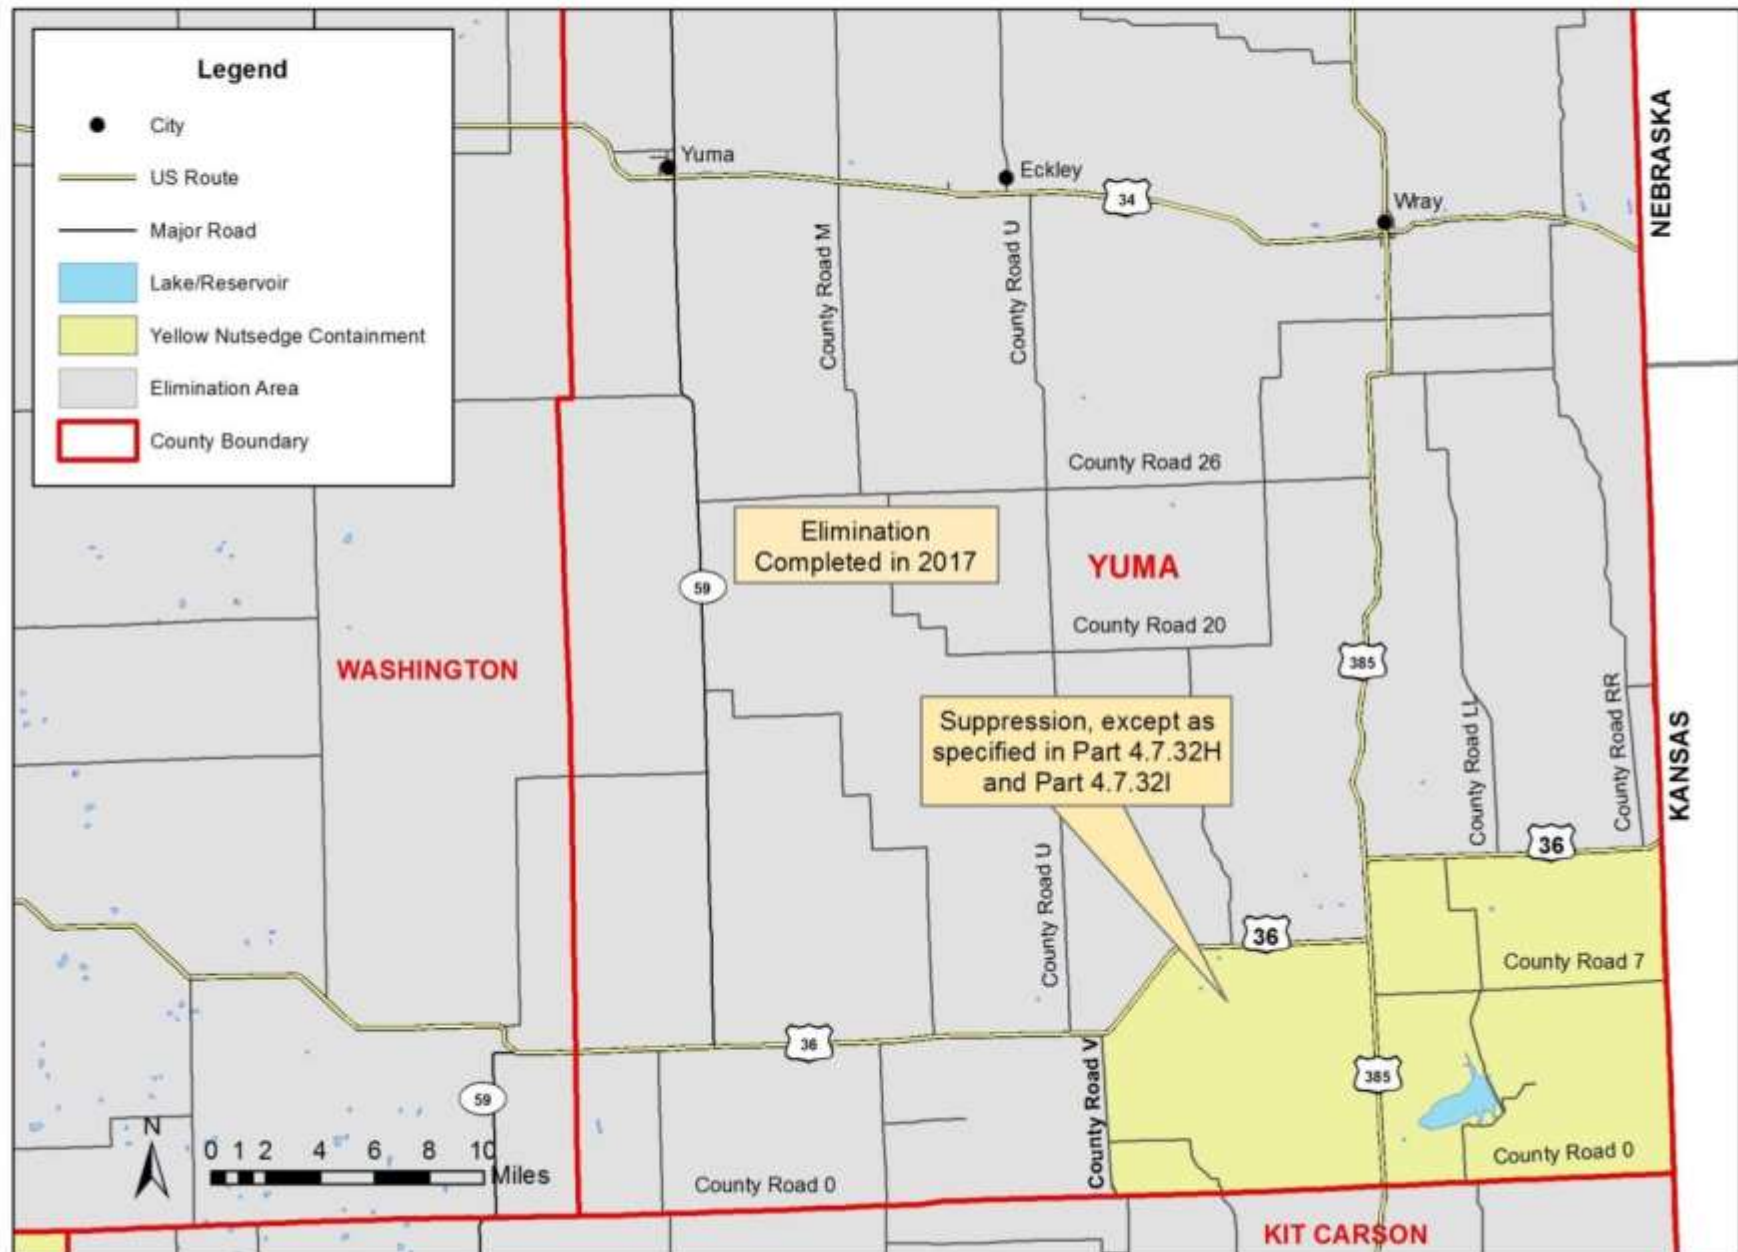 Legend
City
US Route
Major Road
Lake/Reservoir
Yellow Nutsedge Containment
Elimination Area
County Boundary
Yuma
Eckley
34
Wray
NEBRASKA
County Road M
County Road U
County Road 26
Elimination
Completed in 2017
YUMA
59
County Road 20
WASHINGTON
385
Suppression, except as
specified in Part 4.7.32H
and Part 4.7.32I
County Road LL
County Road RR
KANSAS
36
County Road U
36
County Road 7
36
County Road V
385
59
N
0 1 2 4 6 8 10
Miles
County Road 0
County Road 0
KIT CARSON